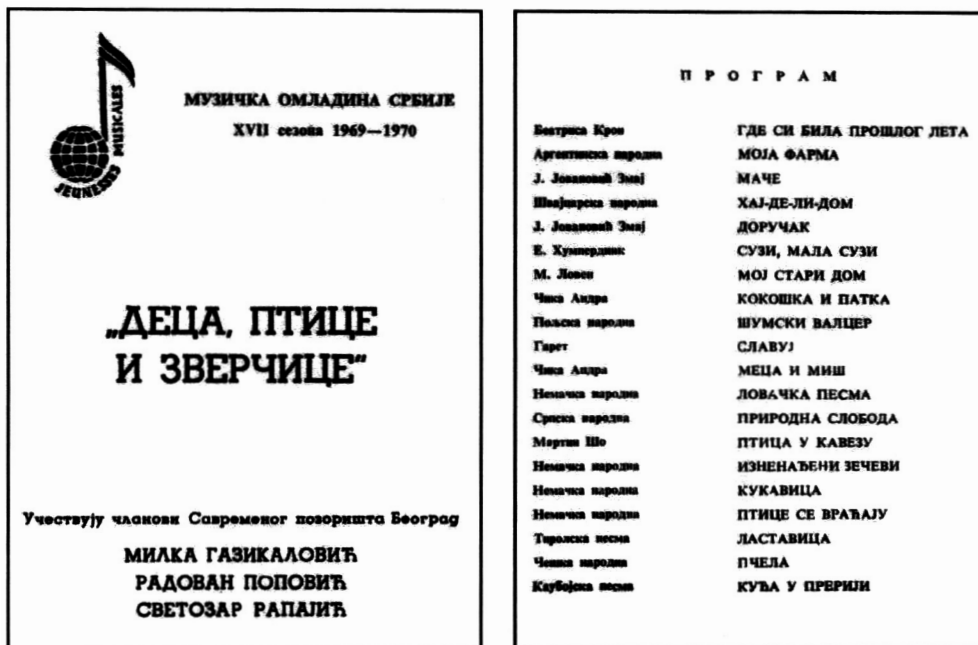 JEUNESSES MUSICALES
МУЗИЧКА ОМЛАДИНА СРБИЈЕ
XVII сезона 1969—1970
„ДЕЦА, ПТИЦЕ
И ЗВЕРЧИЦЕ”
Учествују чланови Савременог позоришта Београд
МИЛКА ГАЗИКАЛОВИЋ
РАДОВАН ПОПОВИЋ
СВЕТОЗАР РАПАЈИЋ
ПРОГРАМ
Беатриса Крон ГДЕ СИ БИЛА ПРОШЛОГ ЛЕТА
Аргентинска народна МОЈА ФАРМА
Ј. Јовановић Змај МАЧЕ
Швајцарска народна ХАЈ-ДЕ-ЛИ-ДОМ
Ј. Јовановић Змај ДОРУЧАК
Е. Хумпердинк СУЗИ, МАЛА СУЗИ
М. Ловен МОЈ СТАРИ ДОМ
Чика Андра КОКОШКА И ПАТКА
Пољска народна ШУМСКИ ВАЛЦЕР
Гарет СЛАВУЈ
Чика Андра МЕЦА И МИШ
Немачка народна ЛОВАЧКА ПЕСМА
Српска народна ПРИРОДНА СЛОБОДА
Мартин Шо ПТИЦА У КАВЕЗУ
Немачка народна ИЗНЕНАЂЕНИ ЗЕЧЕВИ
Немачка народна КУКАВИЦА
Немачка народна ПТИЦЕ СЕ ВРАЋАЈУ
Тиролска песма ЛАСТАВИЦА
Чешка народна ПЧЕЛА
Каубојска песма КУЋА У ПРЕРИЈИ